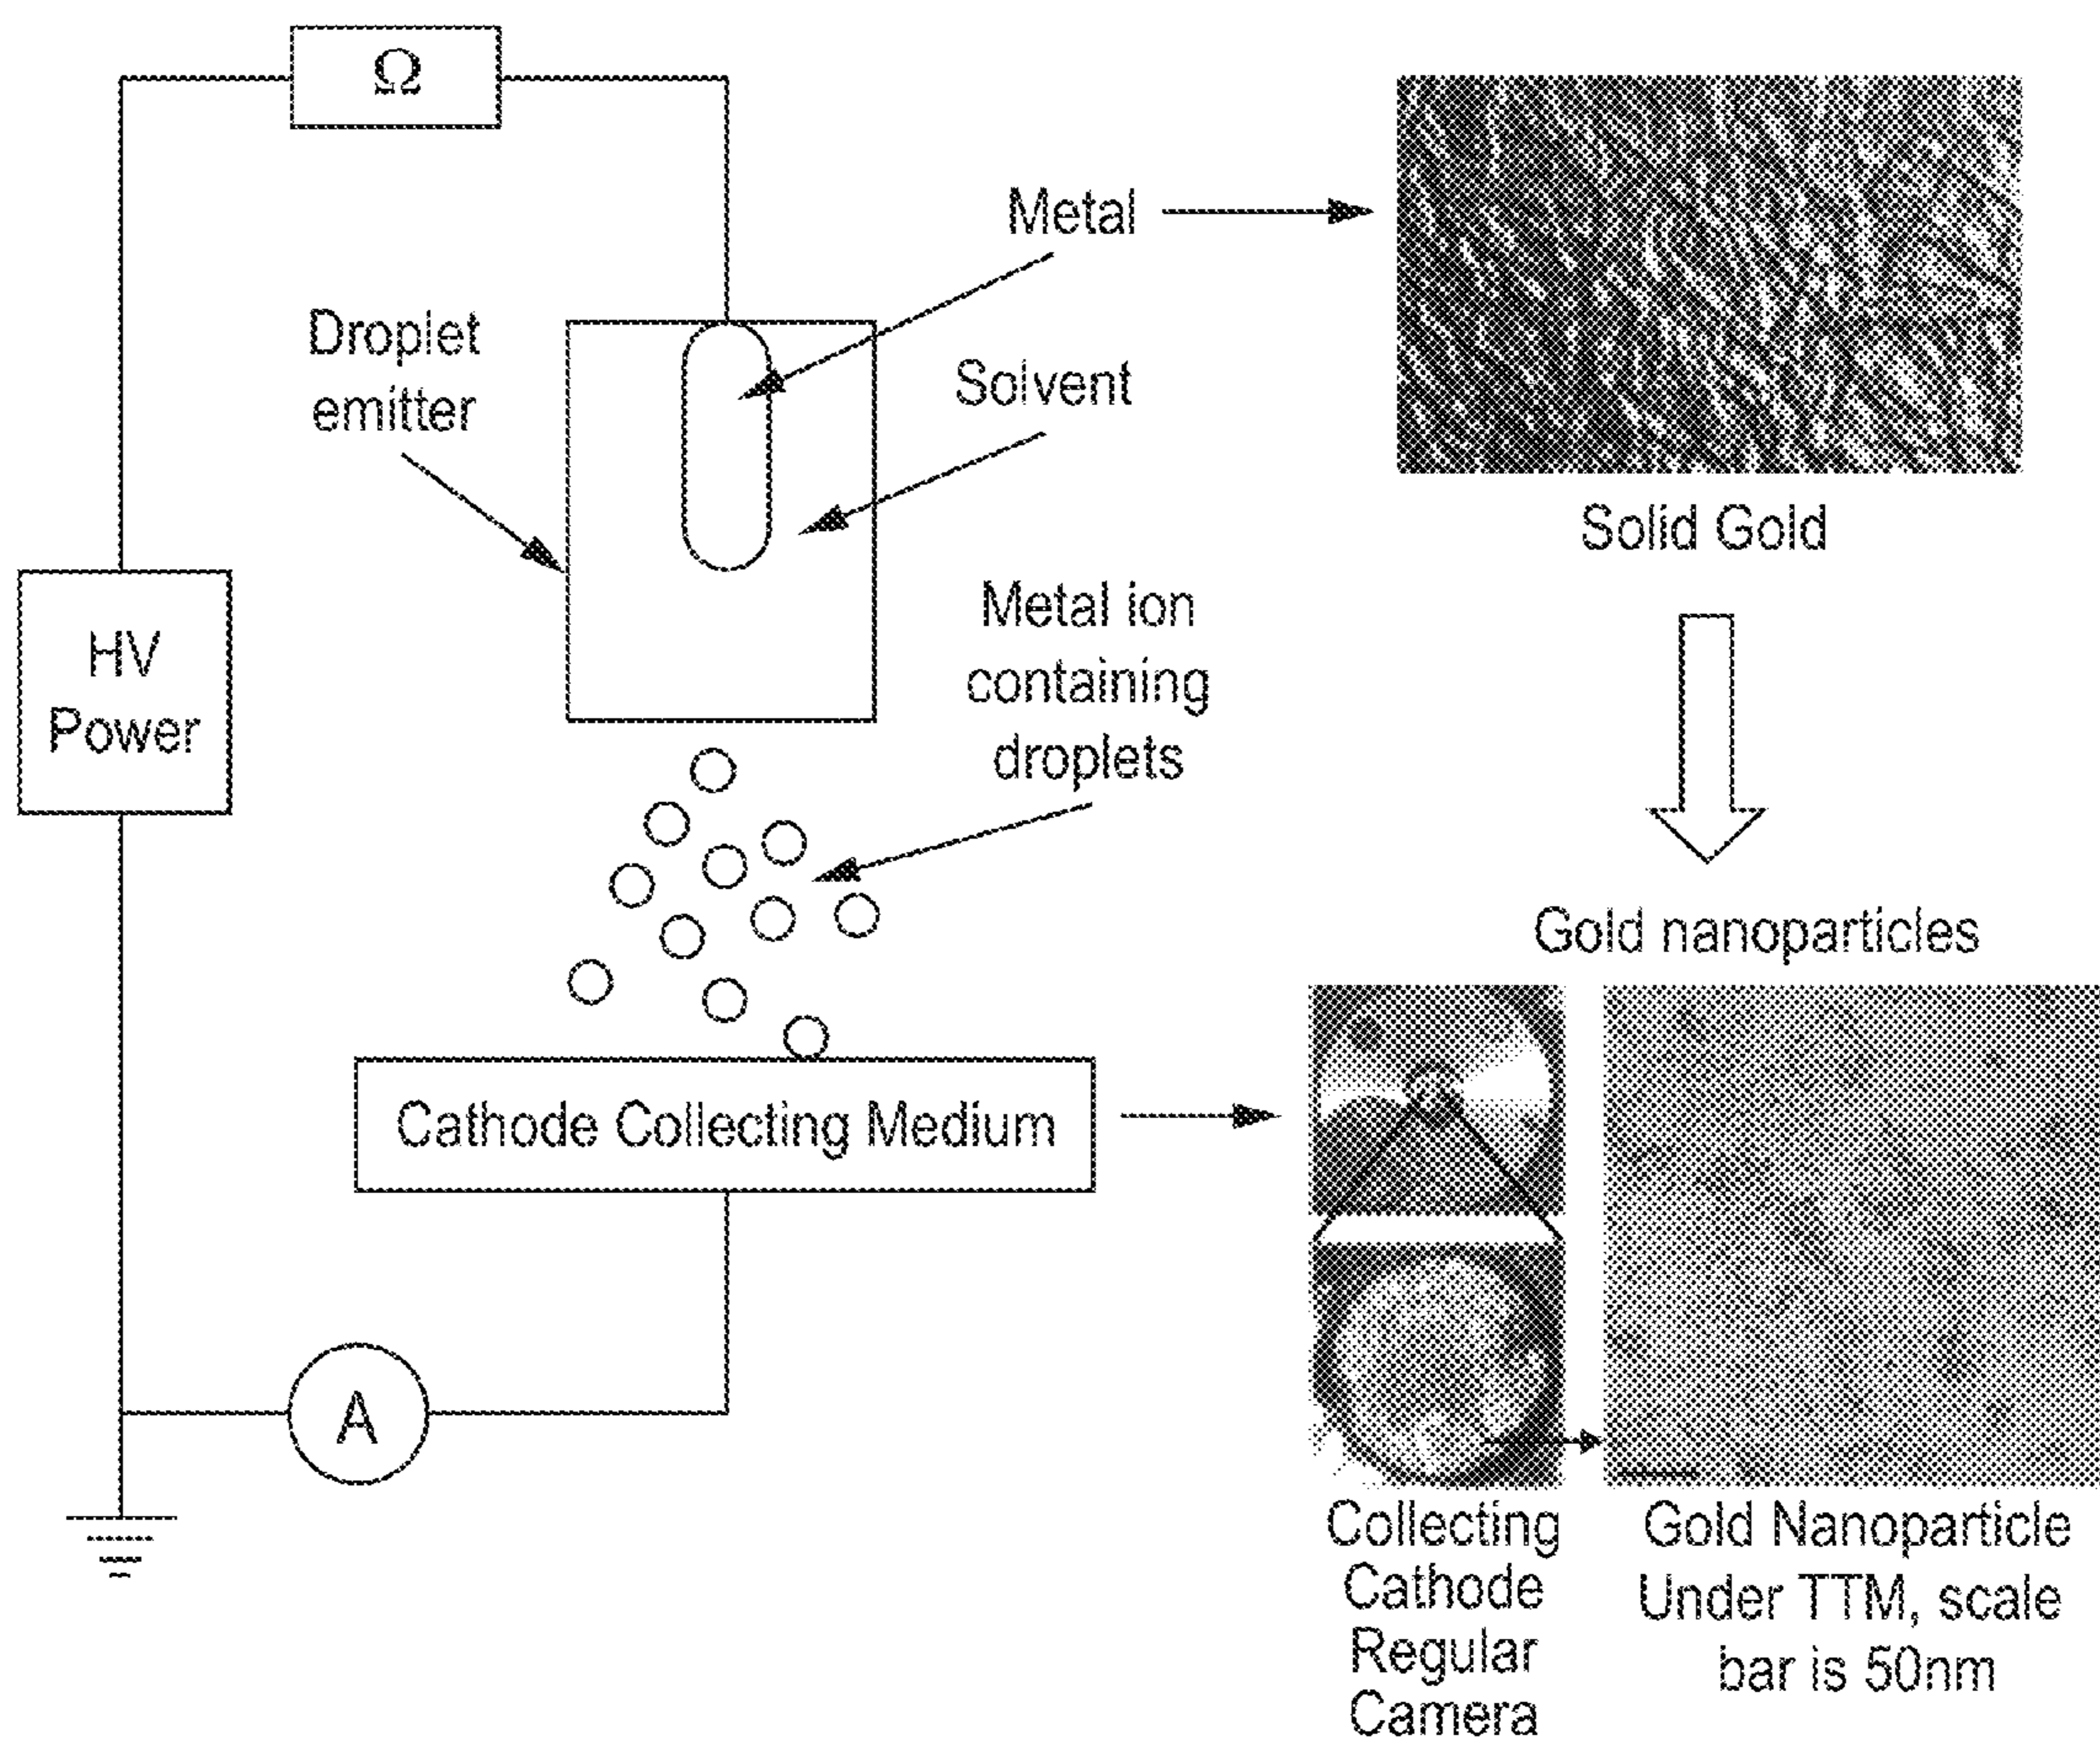 Ω
Metal
Droplet
emitter
Solvent
Solid Gold
Metal ion
containing
droplets
HV
Power
Gold nanoparticles
Cathode Collecting Medium
A
Collecting
Cathode
Regular
Camera
Gold Nanoparticle
Under TTM, scale
bar is 50nm